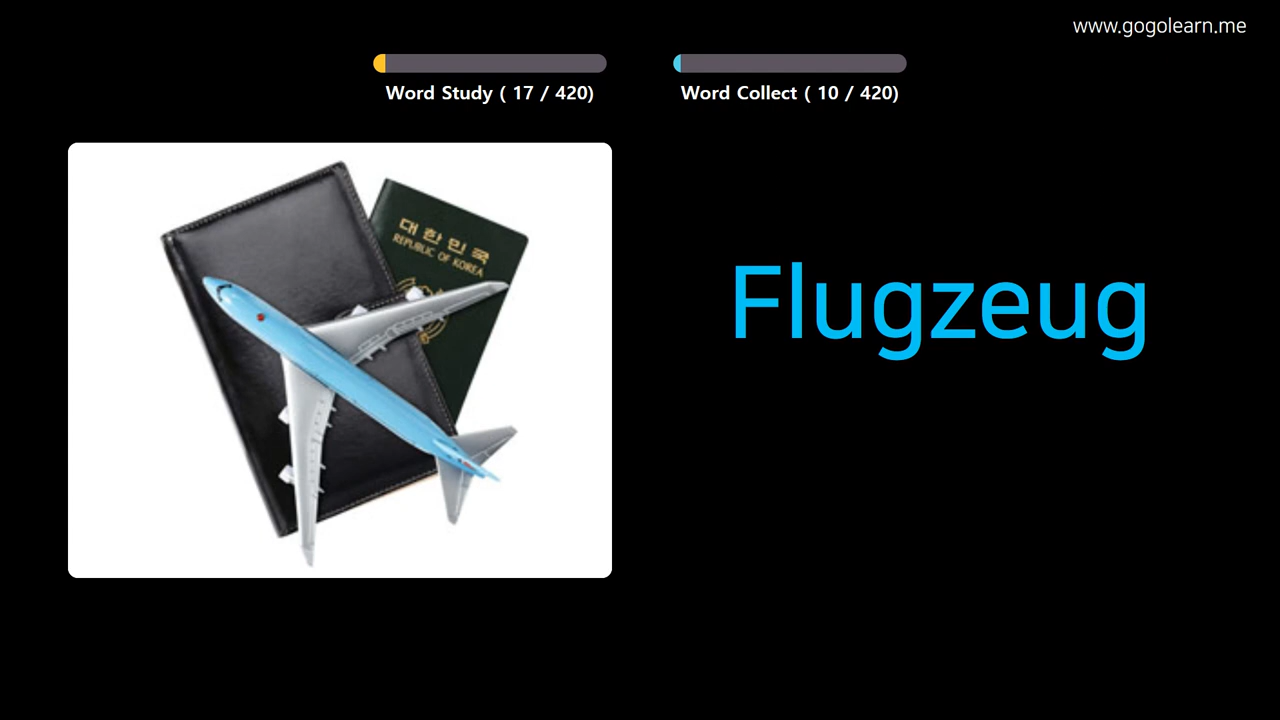 www.gogolearn.me
Word Study ( 17 / 420)
Word Collect ( 10 / 420)
대한민국
REPUBLIC OF KOREA
Flugzeug